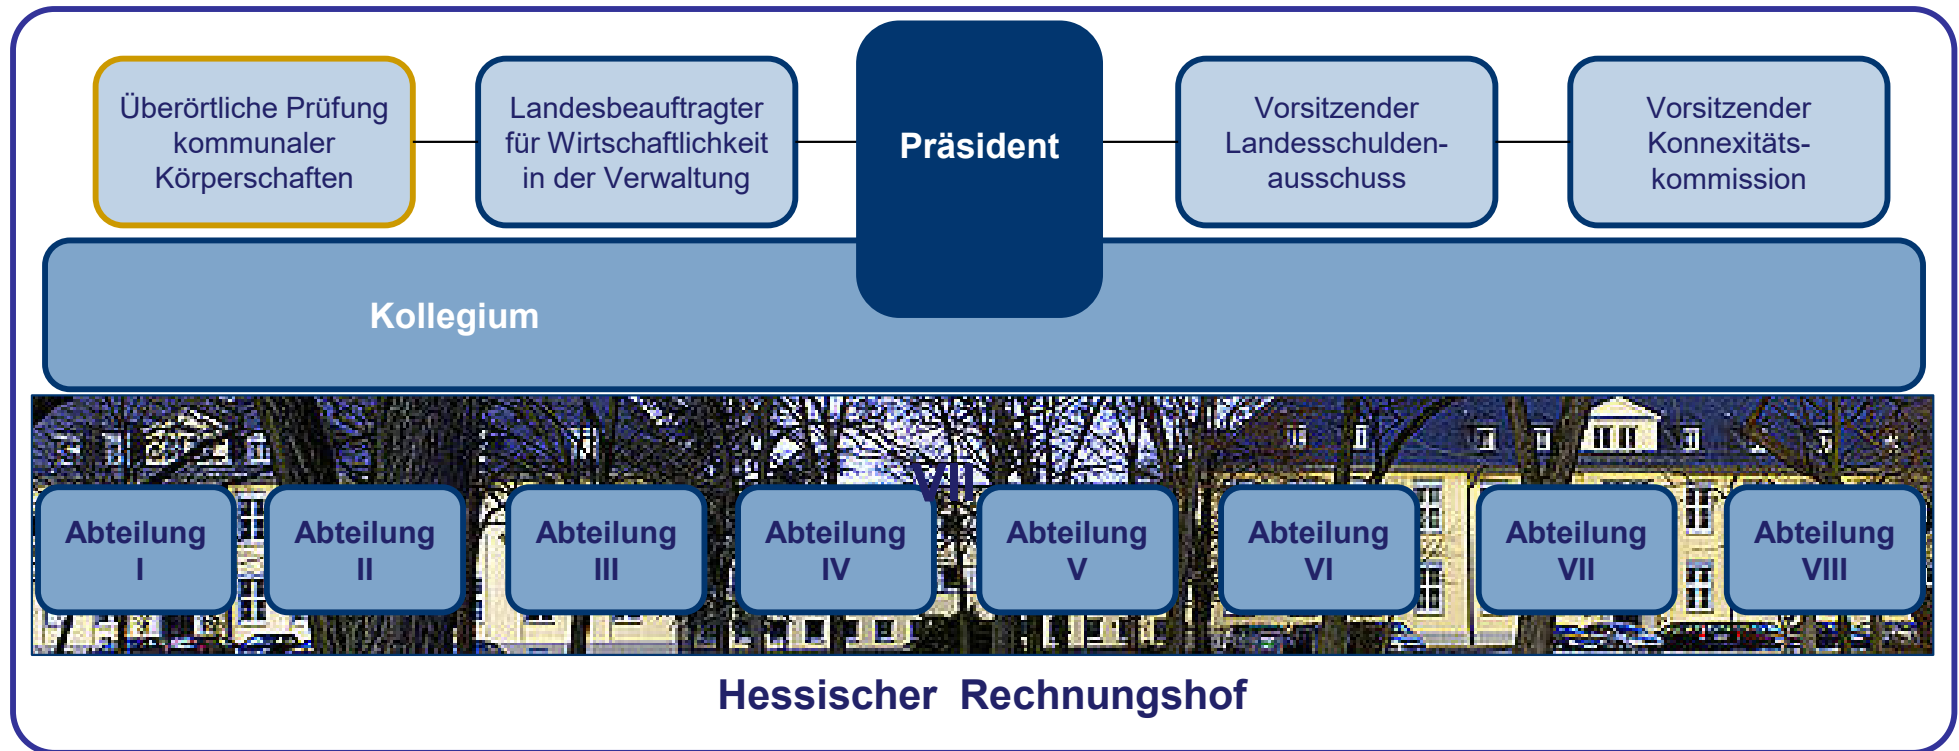 Überörtliche Prüfung
kommunaler
Körperschaften
Landesbeauftragter
für Wirtschaftlichkeit
in der Verwaltung
Präsident
Vorsitzender
Landesschulden-
ausschuss
Vorsitzender
Konnexitäts-
kommission
Kollegium
VII
Abteilung
I
Abteilung
II
Abteilung
III
Abteilung
IV
Abteilung
V
Abteilung
VI
Abteilung
VII
Abteilung
VIII
Hessischer Rechnungshof